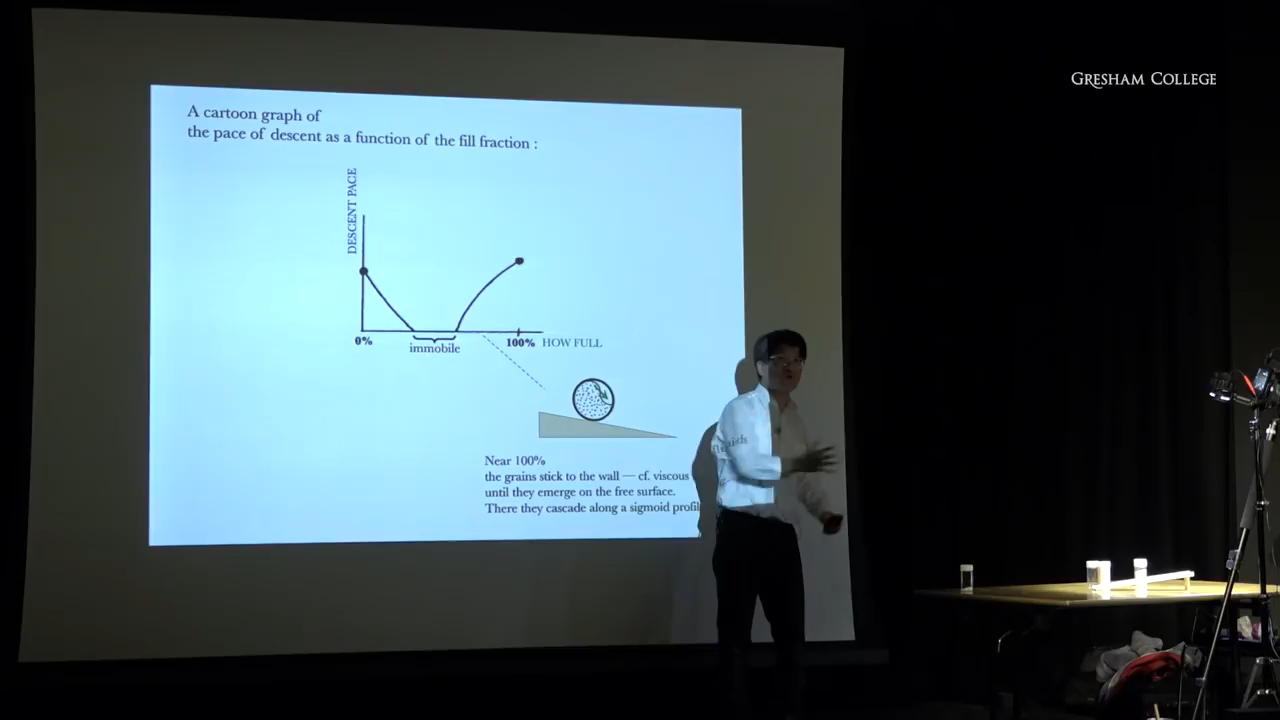 GRESHAM COLLEGE
A cartoon graph of
the pace of descent as a function of the fill fraction :
DESCENT PACE
0%
immobile
100% HOW FULL
Near 100%
the grains stick to the wall — cf. viscous
until they emerge on the free surface.
There they cascade along a sigmoid